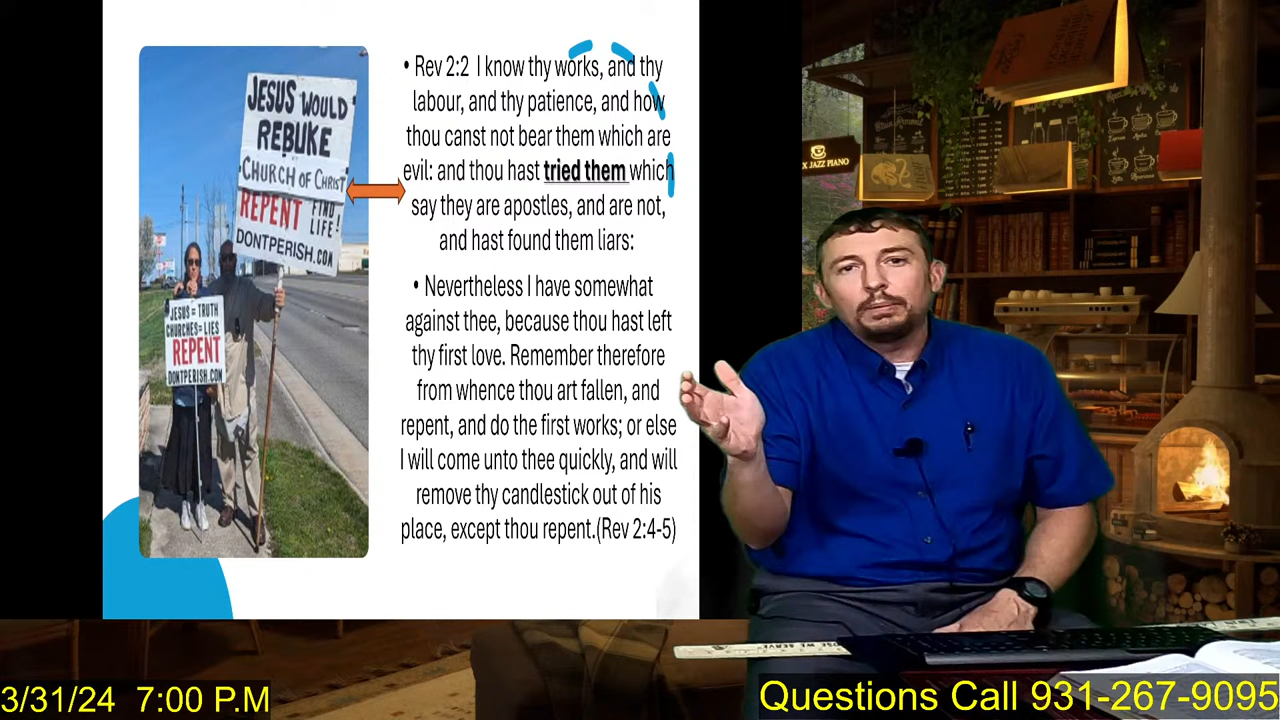 JESUS WOULD
REBUKE
CHURCH OF CHRIST
REPENT FIND
LIFE!
DONTPERISH.COM
JESUS = TRUTH
CHURCHES = LIES
REPENT
DONTPERISH.COM
• Rev 2:2 I know thy works, and thy
labour, and thy patience, and how
thou canst not bear them which are
evil: and thou hast tried them which
say they are apostles, and are not,
and hast found them liars:
• Nevertheless I have somewhat
against thee, because thou hast left
thy first love. Remember therefore
from whence thou art fallen, and
repent, and do the first works; or else
I will come unto thee quickly, and will
remove thy candlestick out of his
place, except thou repent.(Rev 2:4-5)
X JAZZ PIANO
3/31/24 7:00 P.M
Questions Call 931-267-9095